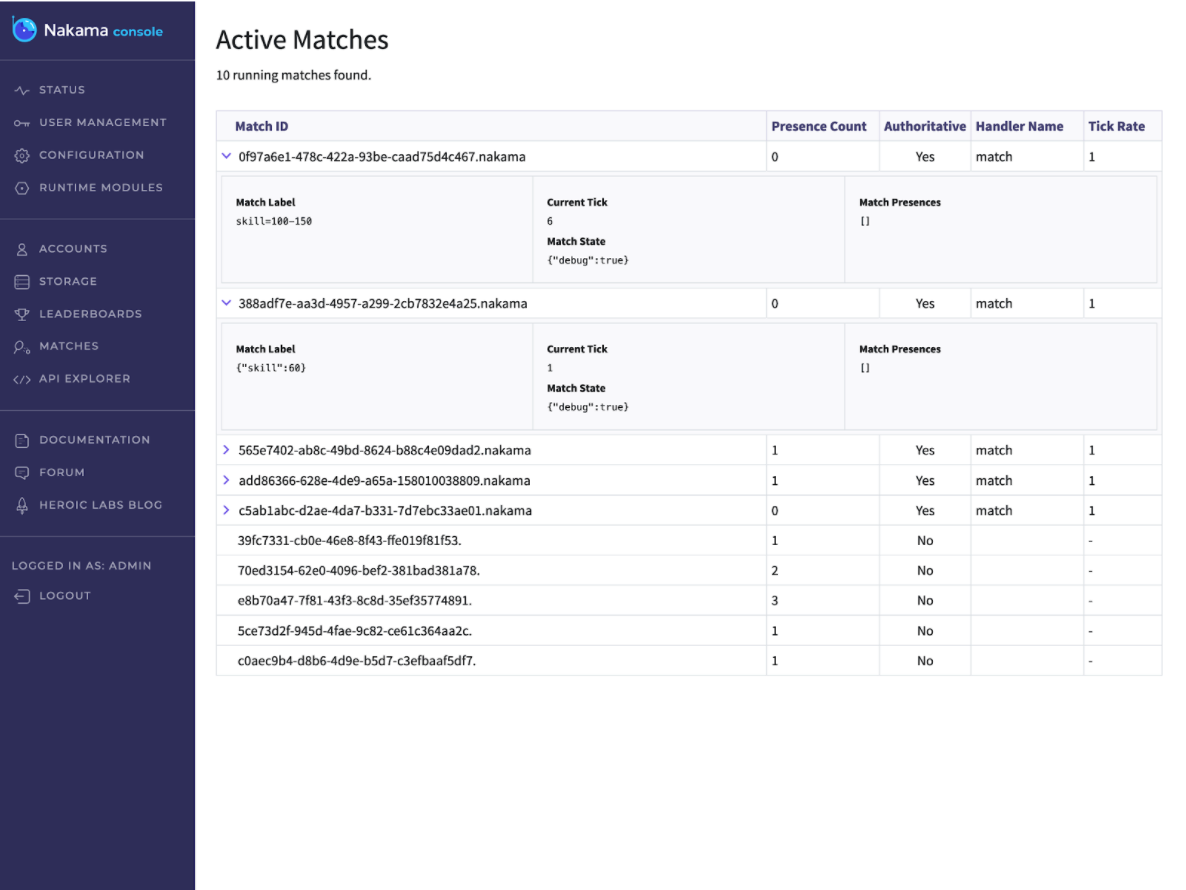 Nakama console
STATUS
USER MANAGEMENT
CONFIGURATION
RUNTIME MODULES
ACCOUNTS
STORAGE
LEADERBOARDS
MATCHES
API EXPLORER
DOCUMENTATION
FORUM
HEROIC LABS BLOG
LOGGED IN AS: ADMIN
LOGOUT
Active Matches
10 running matches found.
Match ID Presence Count Authoritative Handler Name Tick Rate
0f97a6e1-478c-422a-93be-caad75d4c467.nakama 0 Yes match 1
Match Label Current Tick Match Presences
skill=100-150 6 []
Match State
{"debug":true}
388adf7e-aa3d-4957-a299-2cb7832e4a25.nakama 0 Yes match 1
Match Label Current Tick Match Presences
{"skill":60} 1 []
Match State
{"debug":true}
565e7402-ab8c-49bd-8624-b88c4e09dad2.nakama 1 Yes match 1
add86366-628e-4de9-a65a-158010038809.nakama 1 Yes match 1
c5ab1abc-d2ae-4da7-b331-7d7ebc33ae01.nakama 0 Yes match 1
39fc7331-cb0e-46e8-8f43-ffe019f81f53. 1 No -
70ed3154-62e0-4096-bef2-381bad381a78. 2 No -
e8b70a47-7f81-43f3-8c8d-35ef35774891. 3 No -
5ce73d2f-945d-4fae-9c82-ce61c364aa2c. 1 No -
c0aec9b4-d8b6-4d9e-b5d7-c3efbaaf5df7. 1 No -